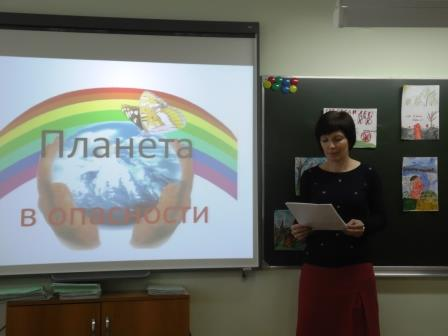 Планета
в опасности